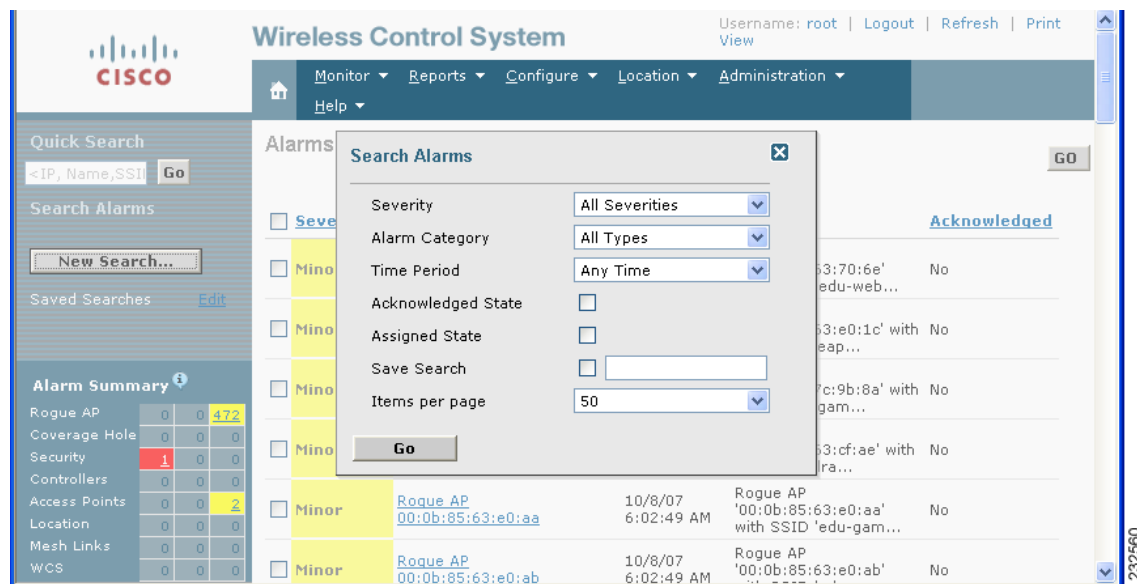 Wireless Control System
Username: root | Logout | Refresh | Print
View
CISCO
Monitor Reports Configure Location Administration
Help
Quick Search
<IP, Name,SSI
Go
Search Alarms
New Search...
Saved Searches Edit
Alarm Summary
Rogue AP 0 0 472
Coverage Hole 0 0 0
Security 1 0 0
Controllers 0 0 0
Access Points 0 0 2
Location 0 0 0
Mesh Links 0 0 0
WCS 0 0 0
Alarms
GO
Search Alarms
Severity All Severities
Alarm Category All Types
Time Period Any Time
Acknowledged State
Assigned State
Save Search
Items per page 50
Go
Seve Acknowledged
Mino 63:70:6e' No
edu-web...
Mino 63:e0:1c' with No
eap...
Mino 7c:9b:8a' with No
gam...
Mino 63:cf:ae' with No
ra...
Minor Rogue AP 00:0b:85:63:e0:aa 10/8/07 6:02:49 AM Rogue AP '00:0b:85:63:e0:aa' with SSID 'edu-gam... No
Minor Rogue AP 00:0b:85:63:e0:ab 10/8/07 6:02:49 AM Rogue AP '00:0b:85:63:e0:ab' No
232560